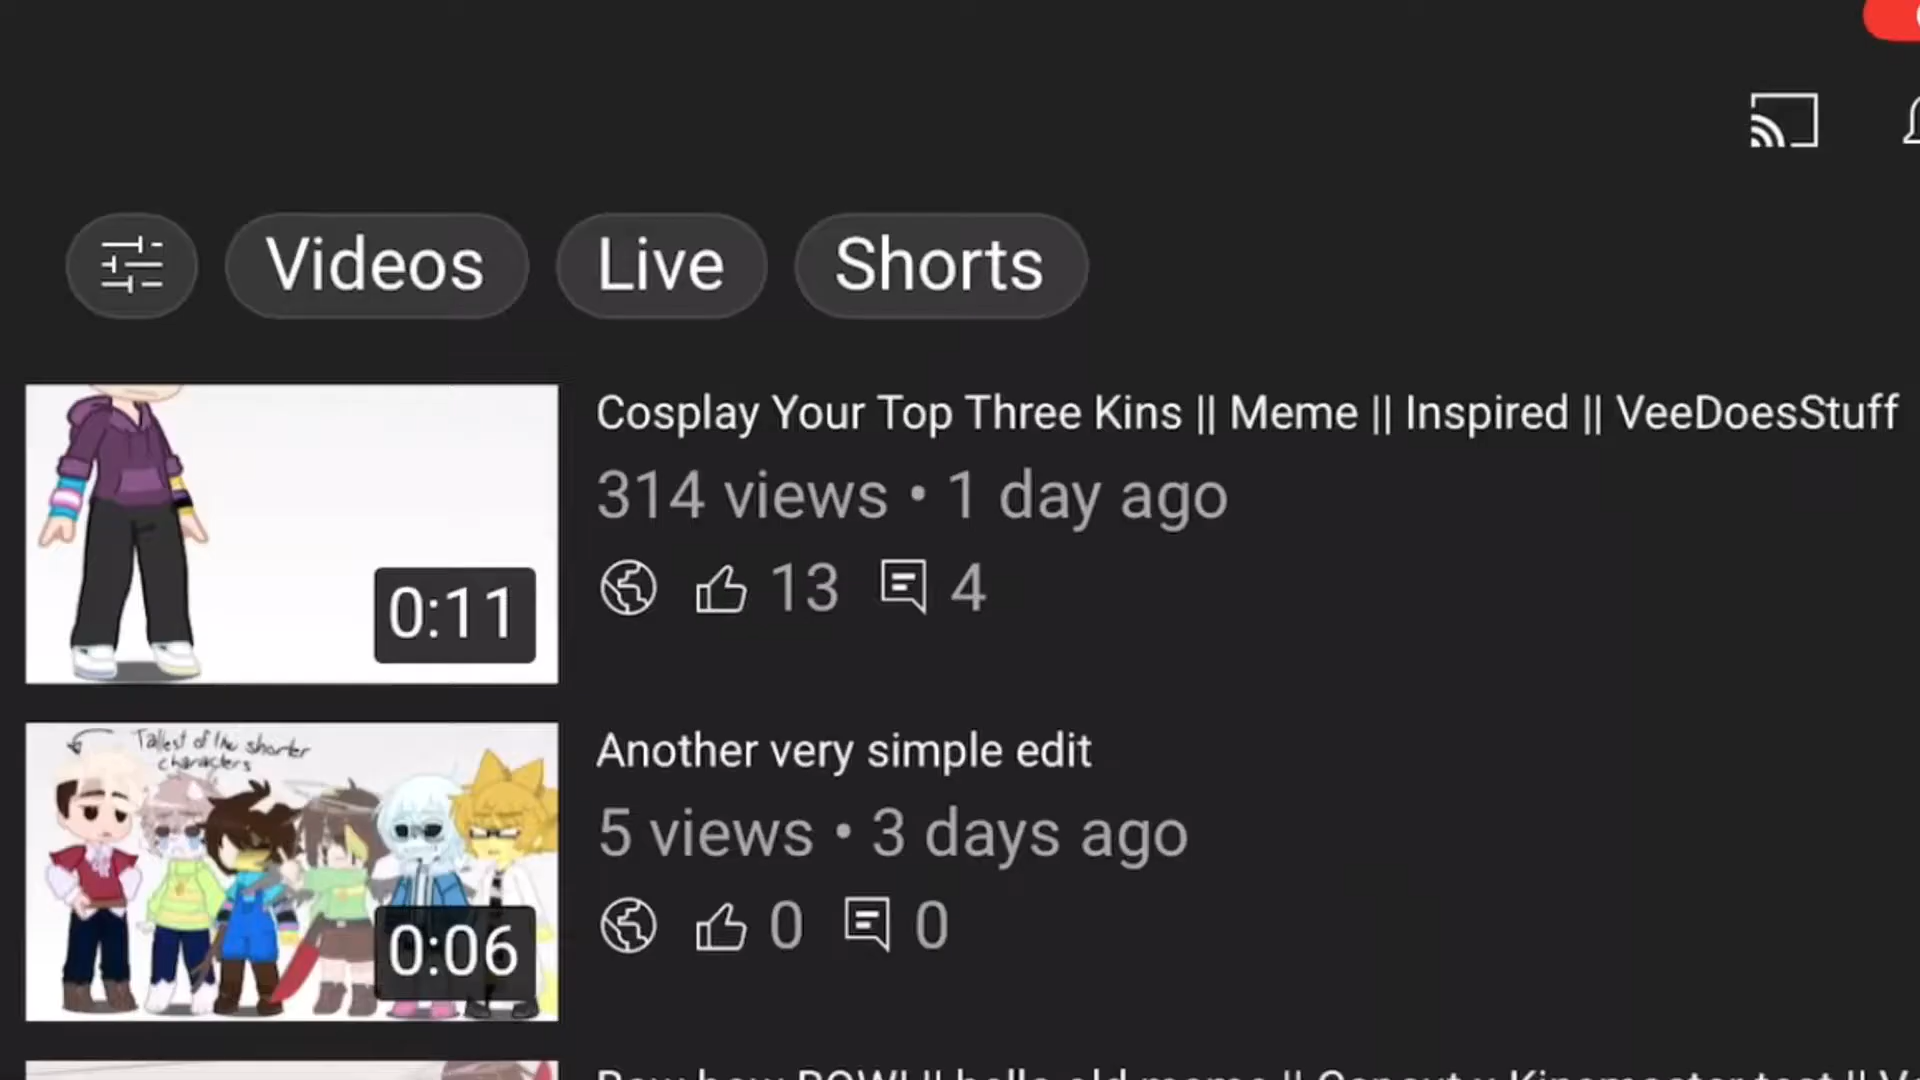 Videos
Live
Shorts
Cosplay Your Top Three Kins || Meme || Inspired || VeeDoesStuff
314 views • 1 day ago
13 4
0:11
Tallest of the shorter
characters
Another very simple edit
5 views • 3 days ago
0 0
0:06